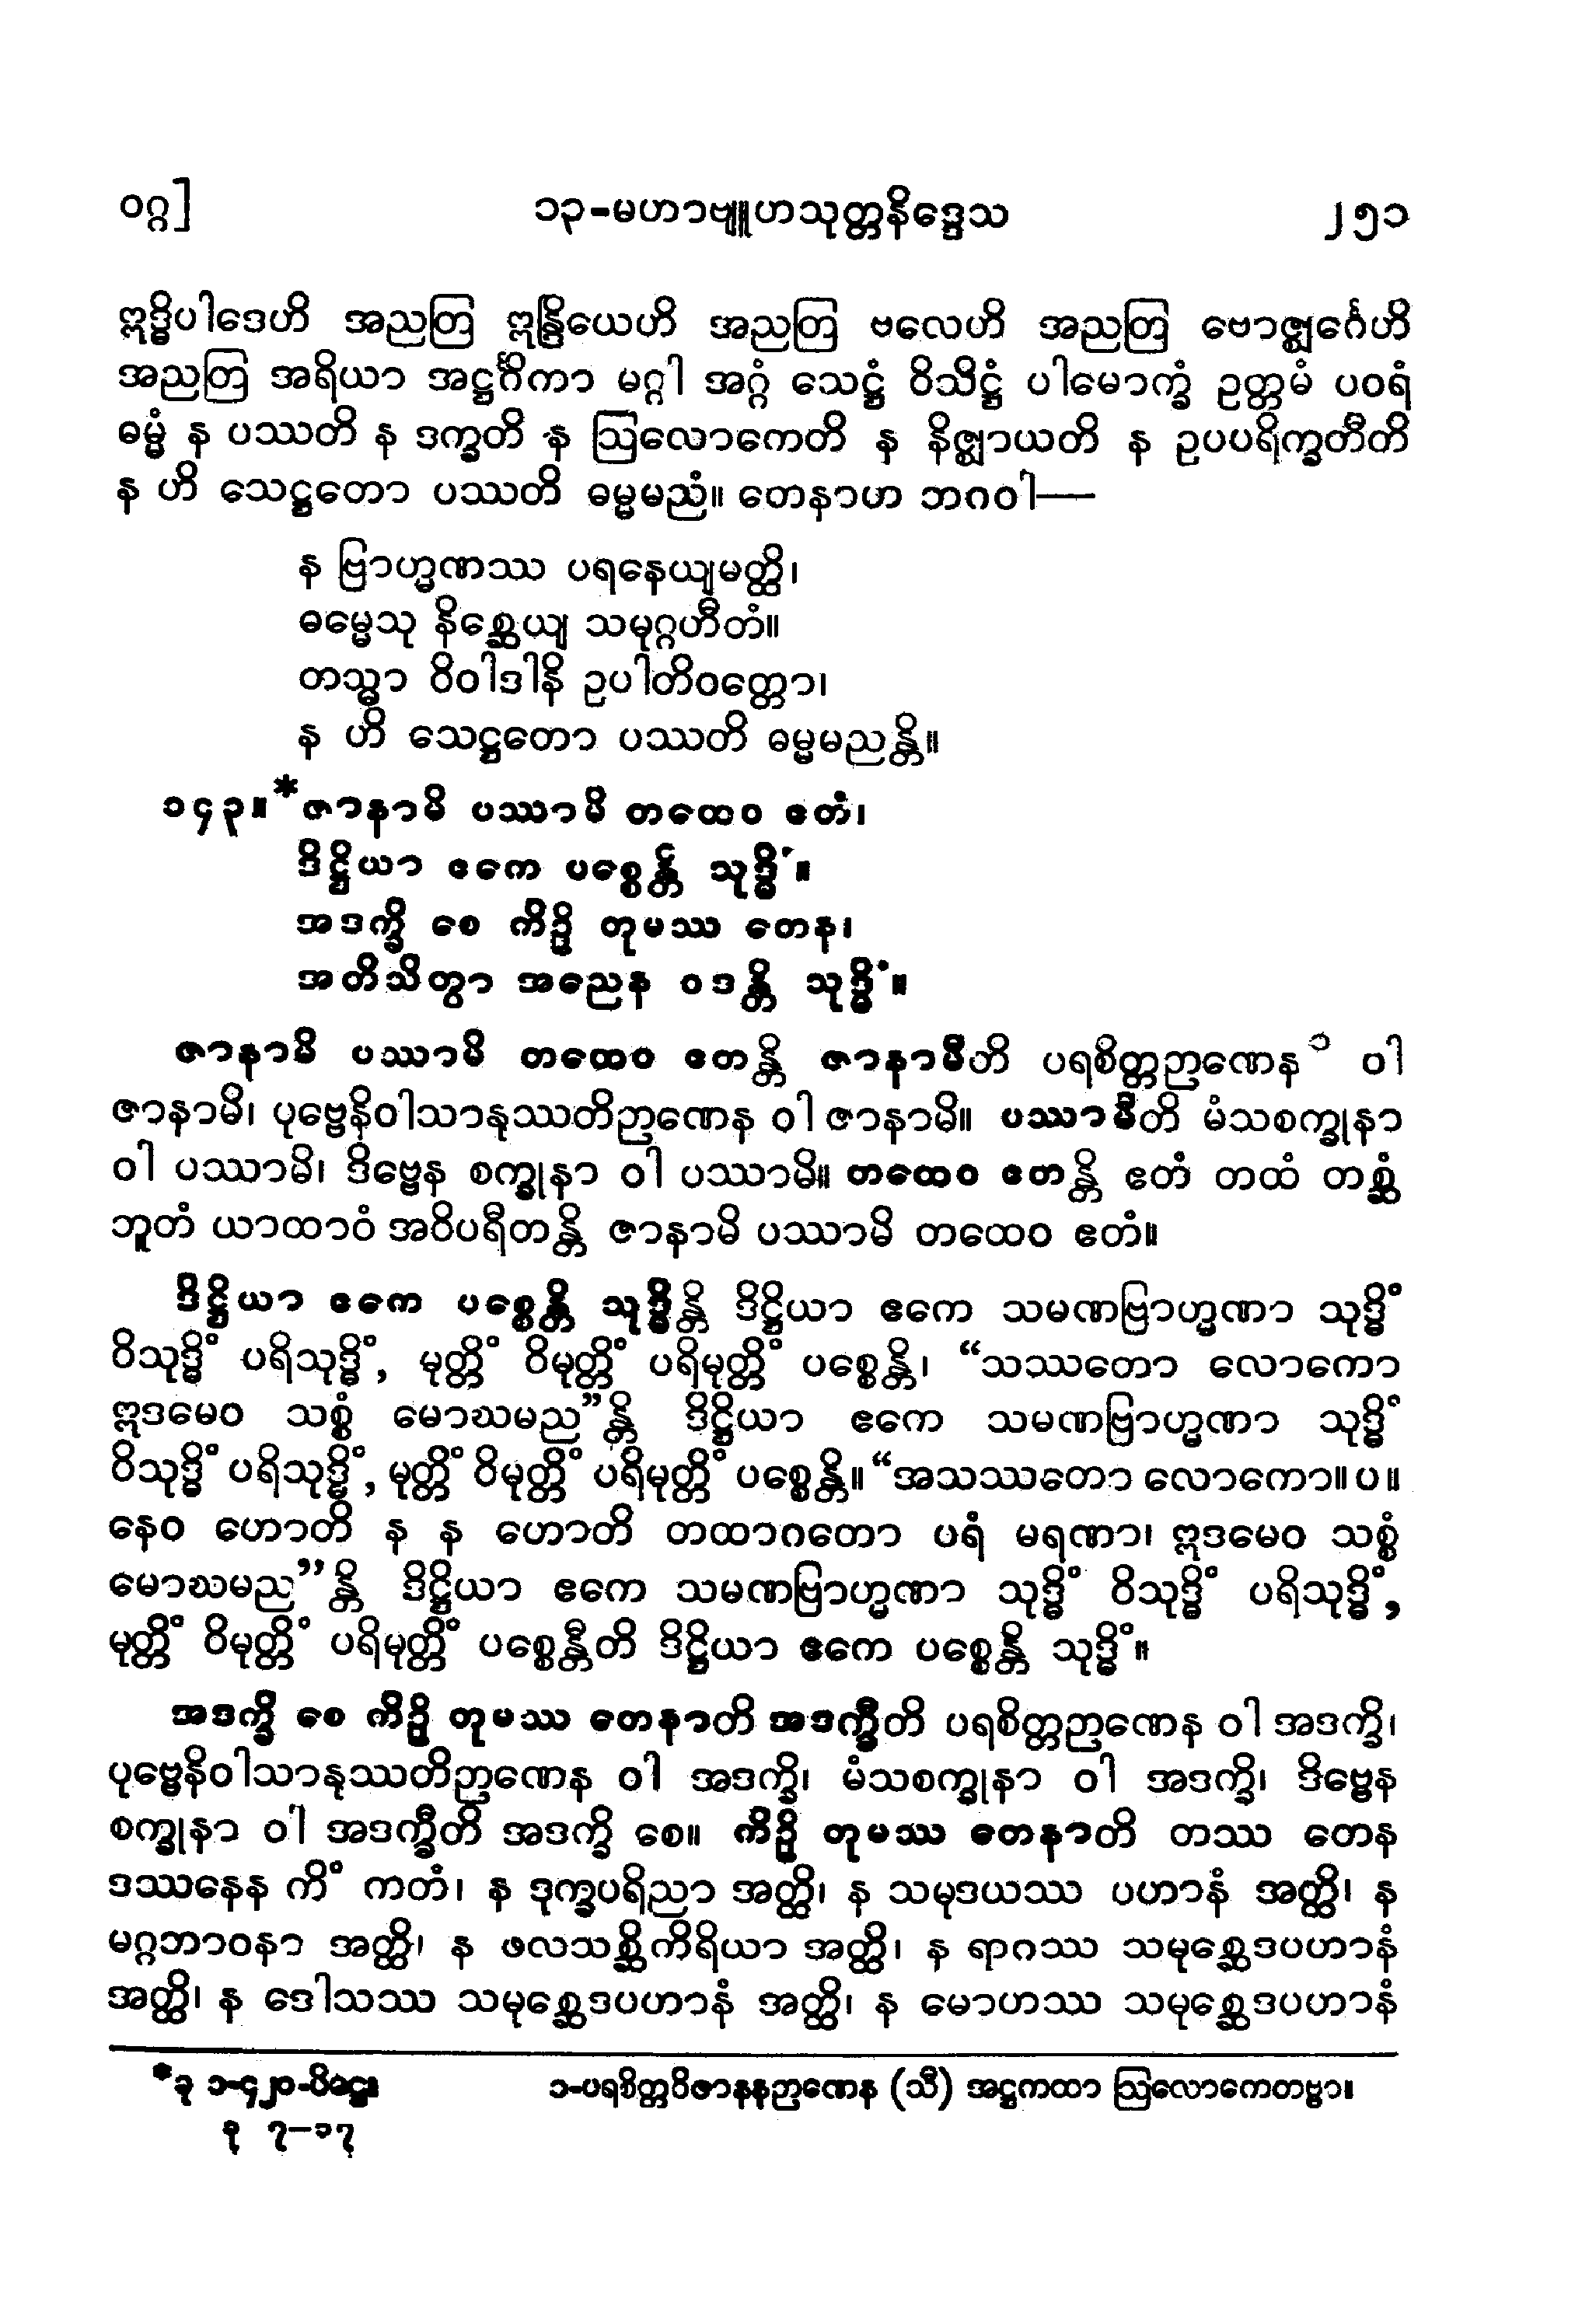 ဝဂ္ဂ] ၁၃-မဟာဗျူဟသုတ္တနိဒ္ဒေသ ၂၅၁
ဣဒ္ဓိပါဒေဟိ အညတြ ဣန္ဒြိယေဟိ အညတြ ဗလေဟိ အညတြ ဗောဇ္ဈင်္ဂေဟိ
အညတြ အရိယာ အဋ္ဌင်္ဂိကာ မဂ္ဂါ အဂ္ဂံ သေဋ္ဌံ ဝိသိဋ္ဌံ ပါမောက္ခံ ဥတ္တမံ ပဝရံ
ဓမ္မံ န ပဿတိ န ဒက္ခတိ န ဩလောကေတိ န နိဇ္ဈာယတိ န ဥပပရိက္ခတီတိ
န ဟိ သေဋ္ဌတော ပဿတိ ဓမ္မမညံ။ တေနာဟ ဘဂဝါ—
န ဗြာဟ္မဏဿ ပရနေယျမတ္ထိ၊
ဓမ္မေသု နိစ္ဆေယျ သမုဂ္ဂဟီတံ။
တသ္မာ ဝိဝါဒါနိ ဥပါတိဝတ္တော၊
န ဟိ သေဋ္ဌတော ပဿတိ ဓမ္မမညန္တိ။
၁၄၃။*ဇာနာမိ ပဿာမိ တထေဝ ဧတံ၊
ဒိဋ္ဌိယာ ဧကေ ပစ္စေန္တိ သုဒ္ဓိံ။
အဒက္ခိ စေ ကိဉှိ တုမဿ တေန၊
အတိသိတွာ အညေန ဝဒန္တိ သုဒ္ဓိံ။
ဇာနာမိ ပဿာမိ တထေဝ ဧတန္တိ ဇာနာမီတိ ပရစိတ္တဉာဏေန၁ ဝါ
ဇာနာမိ၊ ပုဗ္ဗေနိဝါသာနုဿတိဉာဏေန ဝါ ဇာနာမိ။ ပဿာမီတိ မံသစက္ခုနာ
ဝါ ပဿာမိ၊ ဒိဗ္ဗေန စက္ခုနာ ဝါ ပဿာမိ။ တထေဝ ဧတန္တိ ဧတံ တထံ တစ္ဆံ
ဘူတံ ယာထာဝံ အဝိပရီတန္တိ ဇာနာမိ ပဿာမိ တထေဝ ဧတံ။
ဒိဋ္ဌိယာ ဧကေ ပစ္စေန္တိ သုဒ္ဓိန္တိ ဒိဋ္ဌိယာ ဧကေ သမဏဗြာဟ္မဏာ သုဒ္ဓိံ
ဝိသုဒ္ဓိံ ပရိသုဒ္ဓိံ, မုတ္တိံ ဝိမုတ္တိံ ပရိမုတ္တိံ ပစ္စေန္တိ၊ “သဿတော လောကော
ဣဒမေဝ သစ္စံ မောဃမည”န္တိ ဒိဋ္ဌိယာ ဧကေ သမဏဗြာဟ္မဏာ သုဒ္ဓိံ
ဝိသုဒ္ဓိံ ပရိသုဒ္ဓိံ, မုတ္တိံ ဝိမုတ္တိံ ပရိမုတ္တိံ ပစ္စေန္တိ။ “အသဿတော လောကော။ ပ။
နေဝ ဟောတိ န န ဟောတိ တထာဂတော ပရံ မရဏာ၊ ဣဒမေဝ သစ္စံ
မောဃမည”န္တိ ဒိဋ္ဌိယာ ဧကေ သမဏဗြာဟ္မဏာ သုဒ္ဓိံ ဝိသုဒ္ဓိံ ပရိသုဒ္ဓိံ,
မုတ္တိံ ဝိမုတ္တိံ ပရိမုတ္တိံ ပစ္စေန္တီတိ ဒိဋ္ဌိယာ ဧကေ ပစ္စေန္တိ သုဒ္ဓိံ။
အဒက္ခိ စေ ကိဉှိ တုမဿ တေနာတိ အဒက္ခီတိ ပရစိတ္တဉာဏေန ဝါ အဒက္ခိ၊
ပုဗ္ဗေနိဝါသာနုဿတိဉာဏေန ဝါ အဒက္ခိ၊ မံသစက္ခုနာ ဝါ အဒက္ခိ၊ ဒိဗ္ဗေန
စက္ခုနာ ဝါ အဒက္ခီတိ အဒက္ခိ စေ။ ကိဉှိ တုမဿ တေနာတိ တဿ တေန
ဒဿနေန ကိံ ကတံ၊ န ဒုက္ခပရိညာ အတ္ထိ၊ န သမုဒယဿ ပဟာနံ အတ္ထိ၊ န
မဂ္ဂဘာဝနာ အတ္ထိ၊ န ဖလသစ္ဆိကိရိယာ အတ္ထိ၊ န ရာဂဿ သမုစ္ဆေဒပဟာနံ
အတ္ထိ၊ န ဒေါသဿ သမုစ္ဆေဒပဟာနံ အတ္ထိ၊ န မောဟဿ သမုစ္ဆေဒပဟာနံ
*ခု ၁-၄၂၀-ပိဋ္ဌေ။ ၁-ပရစိတ္တဝိဇာနနဉာဏေန (သီ) အဋ္ဌကထာ ဩလောကေတဗ္ဗာ။
ခု ၇-၁၇